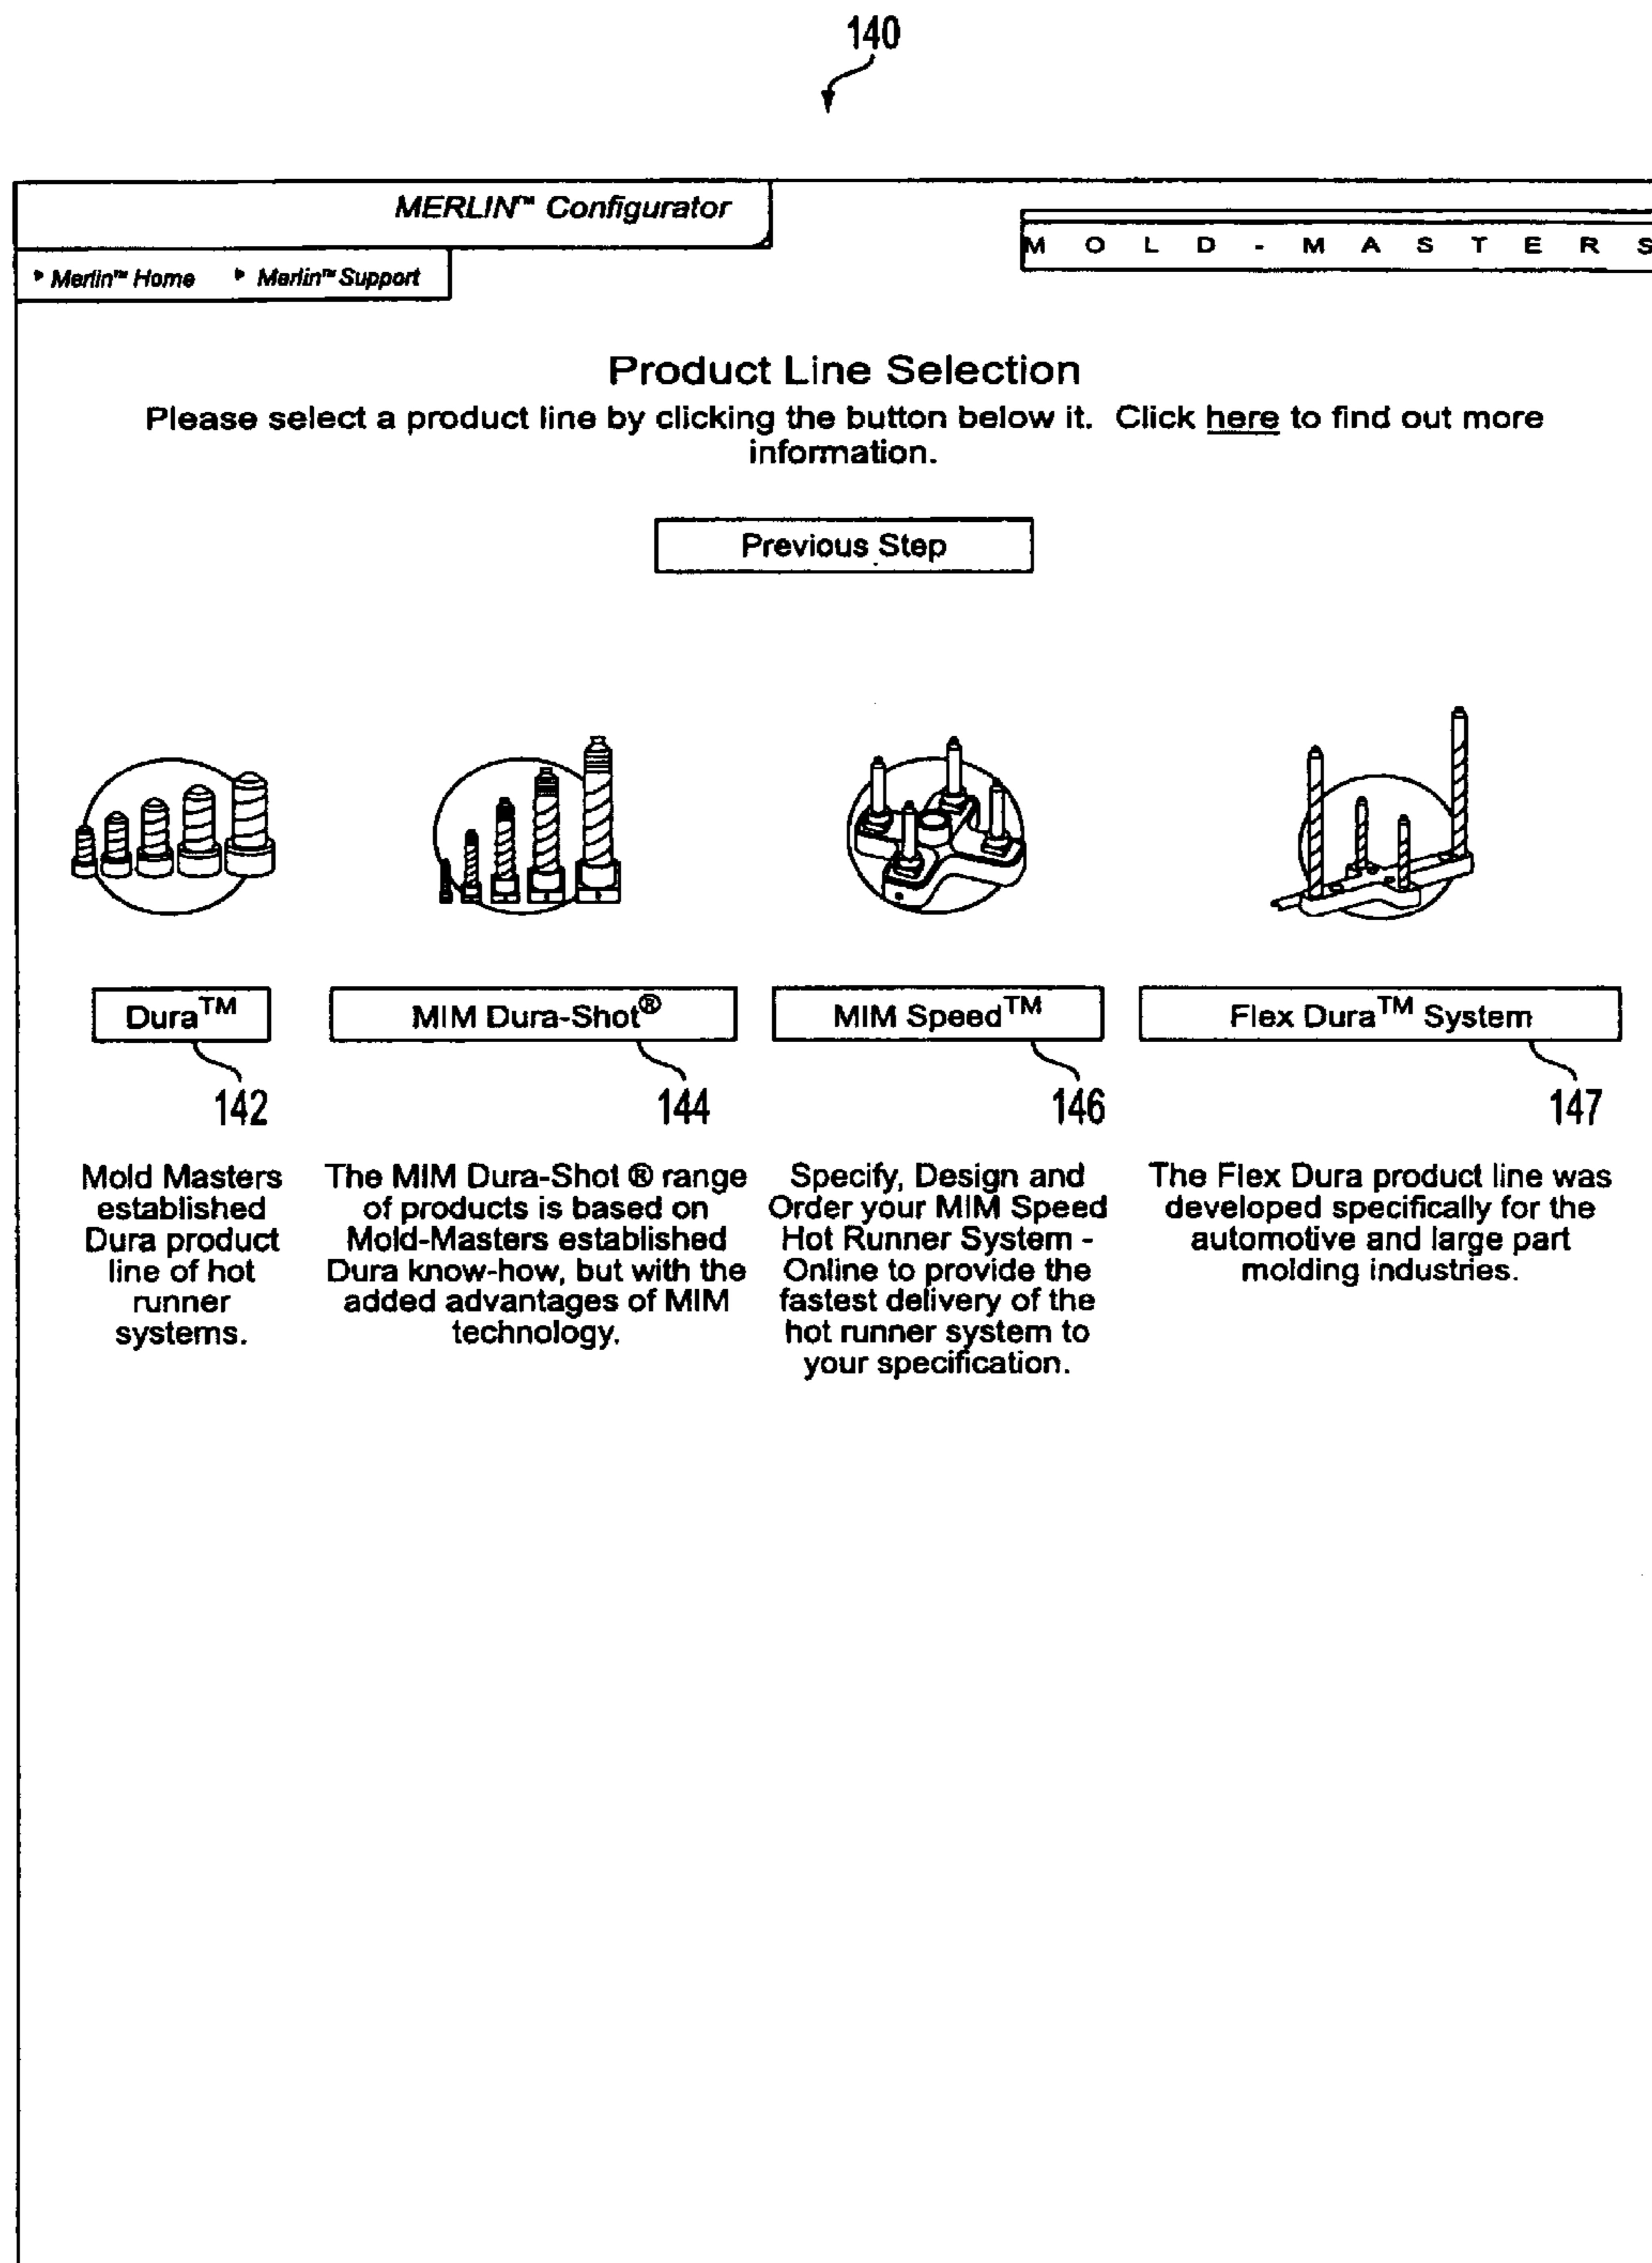 140
MERLIN™ Configurator
MOLD-MASTERS
Merlin™ Home Merlin™ Support
Product Line Selection
Please select a product line by clicking the button below it. Click here to find out more
information.
Previous Step
Dura™
142
Mold Masters
established
Dura product
line of hot
runner
systems.
MIM Dura-Shot®
144
The MIM Dura-Shot ® range
of products is based on
Mold-Masters established
Dura know-how, but with the
added advantages of MIM
technology.
MIM Speed™
146
Specify, Design and
Order your MIM Speed
Hot Runner System -
Online to provide the
fastest delivery of the
hot runner system to
your specification.
Flex Dura™ System
147
The Flex Dura product line was
developed specifically for the
automotive and large part
molding industries.